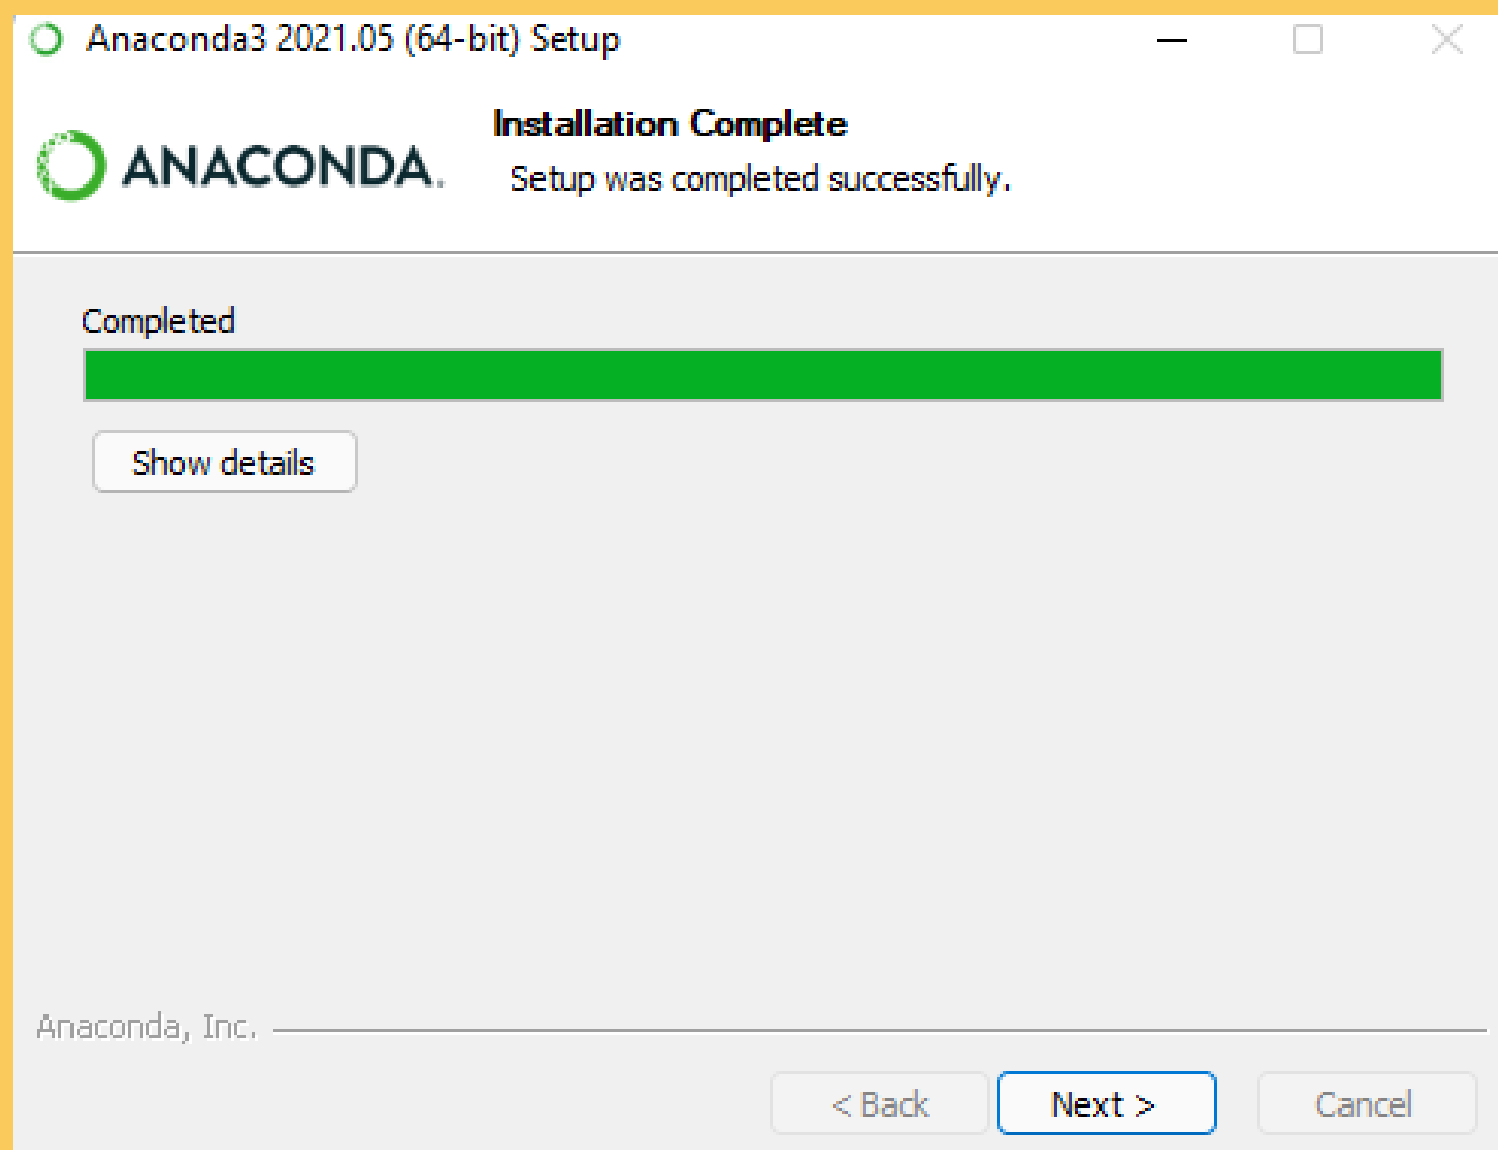 Anaconda3 2021.05 (64-bit) Setup
ANACONDA.
Installation Complete
Setup was completed successfully.
Completed
Show details
Anaconda, Inc.
< Back
Next >
Cancel